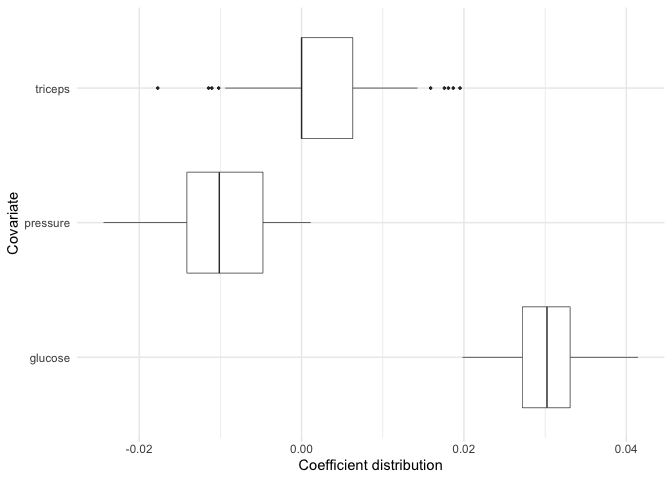 triceps
pressure
glucose
Covariate
-0.02
0.00
0.02
0.04
Coefficient distribution